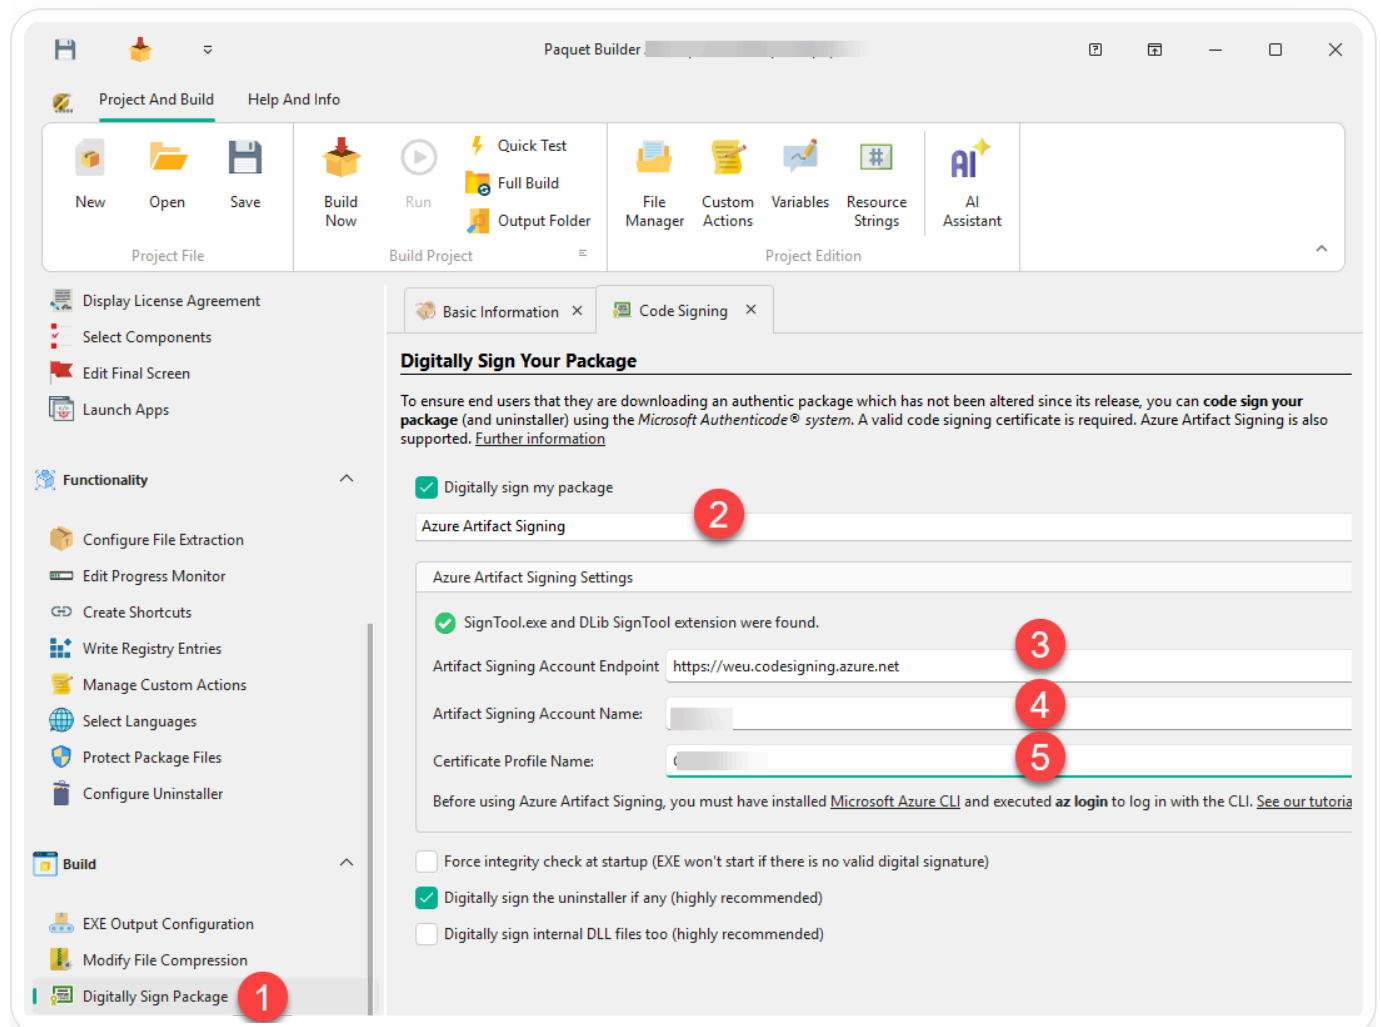 Paquet Builder
Project And Build
Help And Info
New
Open
Save
Build Now
Run
Quick Test
Full Build
Output Folder
File Manager
Custom Actions
Variables
Resource Strings
AI
AI Assistant
Project File
Build Project
Project Edition
Display License Agreement
Select Components
Edit Final Screen
Launch Apps
Functionality
Configure File Extraction
Edit Progress Monitor
Create Shortcuts
Write Registry Entries
Manage Custom Actions
Select Languages
Protect Package Files
Configure Uninstaller
Build
EXE Output Configuration
Modify File Compression
Digitally Sign Package
1
Basic Information
Code Signing
Digitally Sign Your Package
To ensure end users that they are downloading an authentic package which has not been altered since its release, you can code sign your
package (and uninstaller) using the Microsoft Authenticode® system. A valid code signing certificate is required. Azure Artifact Signing is also
supported. Further information
Digitally sign my package
2
Azure Artifact Signing
Azure Artifact Signing Settings
SignTool.exe and DLib SignTool extension were found.
3
Artifact Signing Account Endpoint
https://weu.codesigning.azure.net
4
Artifact Signing Account Name:
5
Certificate Profile Name:
Before using Azure Artifact Signing, you must have installed Microsoft Azure CLI and executed az login to log in with the CLI. See our tutoria
Force integrity check at startup (EXE won't start if there is no valid digital signature)
Digitally sign the uninstaller if any (highly recommended)
Digitally sign internal DLL files too (highly recommended)